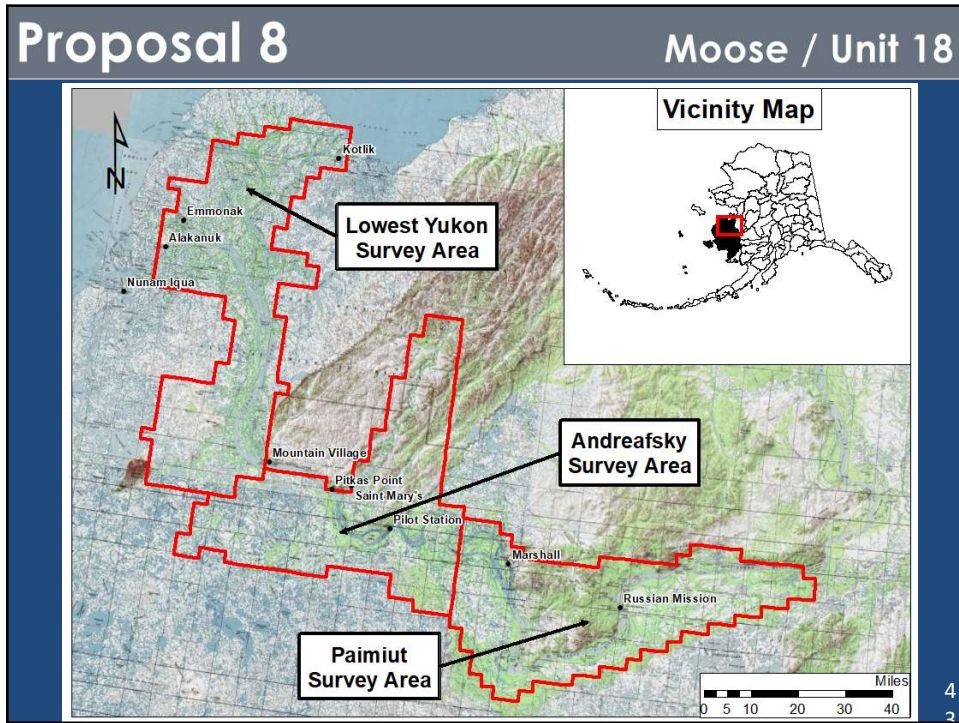 Proposal 8
Moose / Unit 18
Vicinity Map
N
Kotlik
Lowest Yukon
Survey Area
Emmonak
Alakanuk
Nunam Iqua
Andreafsky
Survey Area
Mountain Village
Pitkas Point
Saint Mary's
Pilot Station
Marshall
Russian Mission
Paimiut
Survey Area
Miles
0 5 10 20 30 40
4
3